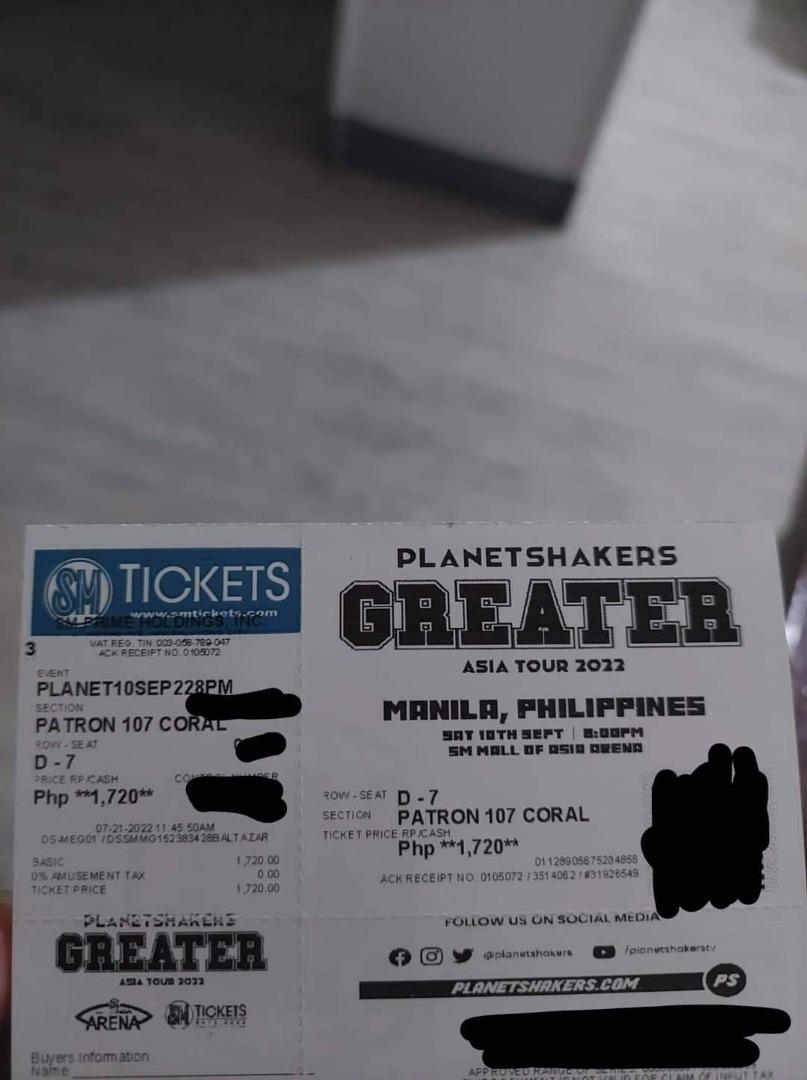 SM TICKETS
www.smtickets.com
SM PRIME HOLDINGS, INC.
VAT REG. TIN 003-058-789-047
ACK RECEIPT NO. 0105072
3
EVENT
PLANET10SEP228PM
SECTION
PATRON 107 CORAL
ROW - SEAT
D - 7
PRICE RP/CASH
Php **1,720**
07-21-2022 11:45:50AM
BASIC 1,720.00
0% AMUSEMENT TAX 0.00
TICKET PRICE 1,720.00
PLANETSHAKERS
GREATER
ASIA TOUR 2022
ARENA
SM TICKETS
Buyers Information
Name
PLANETSHAKERS
GREATER
ASIA TOUR 2022
MANILA, PHILIPPINES
SAT 10TH SEPT | 8:00PM
SM MALL OF ASIA ARENA
ROW - SEAT D - 7
SECTION PATRON 107 CORAL
TICKET PRICE RP/CASH
Php **1,720**
01128905675234858
ACK RECEIPT NO. 0105072 / 3514062 / #31926549
FOLLOW US ON SOCIAL MEDIA
@planetshakers /planetshakerstv
PLANETSHAKERS.COM PS
APPROVED RANGE OF